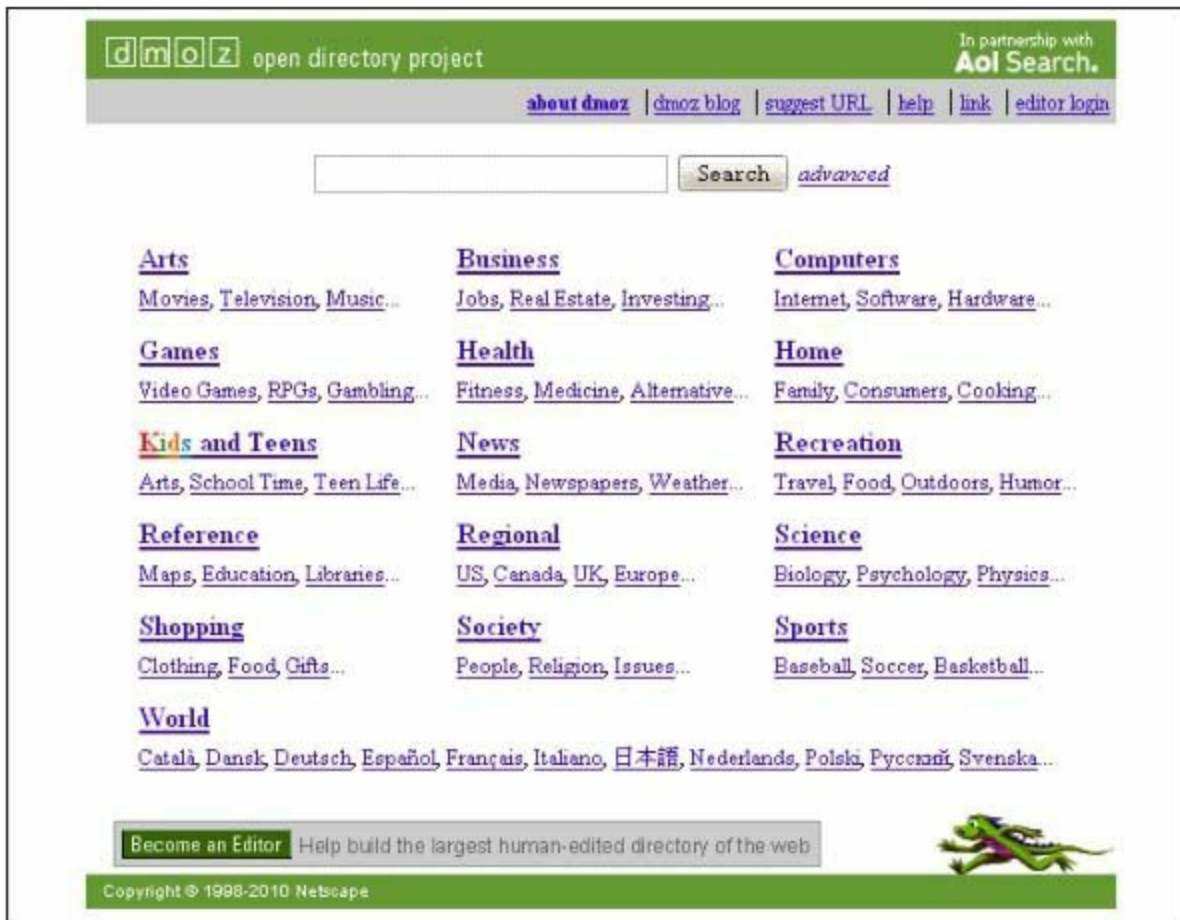 dmoz open directory project
In partnership with
Aol Search.
about dmoz | dmoz blog | suggest URL | help | link | editor login
Search advanced
Arts Business Computers
Movies, Television, Music... Jobs, Real Estate, Investing... Internet, Software, Hardware...
Games Health Home
Video Games, RPGs, Gambling... Fitness, Medicine, Alternative... Family, Consumers, Cooking...
Kids and Teens News Recreation
Arts, School Time, Teen Life... Media, Newspapers, Weather... Travel, Food, Outdoors, Humor...
Reference Regional Science
Maps, Education, Libraries... US, Canada, UK, Europe... Biology, Psychology, Physics...
Shopping Society Sports
Clothing, Food, Gifts... People, Religion, Issues... Baseball, Soccer, Basketball...
World
Català, Dansk, Deutsch, Español, Français, Italiano, 日本語, Nederlands, Polski, Русский, Svenska...
Become an Editor Help build the largest human-edited directory of the web
Copyright © 1998-2010 Netscape